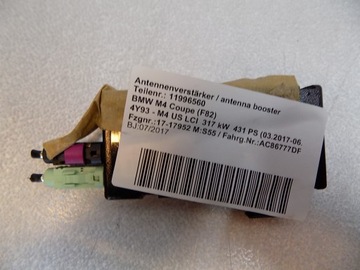 Antennenverstärker / antenna booster
Teilenr.: 11996560
BMW M4 Coupe (F82)
4Y93 - M4 US LCI 317 kW 431 PS (03.2017-06.
Fzgnr.:17-17952 M:S55 / Fahrg.Nr.:AC86777DF
BJ:07/2017